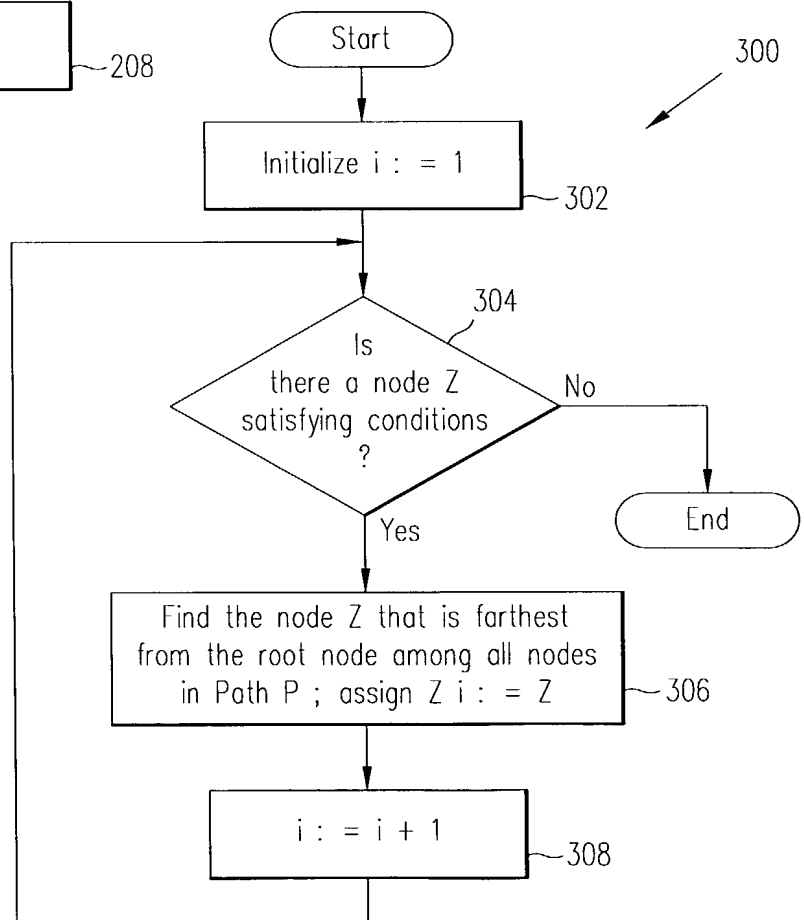 208
Start
300
Initialize i : = 1
302
304
Is
there a node Z
satisfying conditions
?
No
Yes
End
Find the node Z that is farthest
from the root node among all nodes
in Path P ; assign Z i : = Z
306
i : = i + 1
308